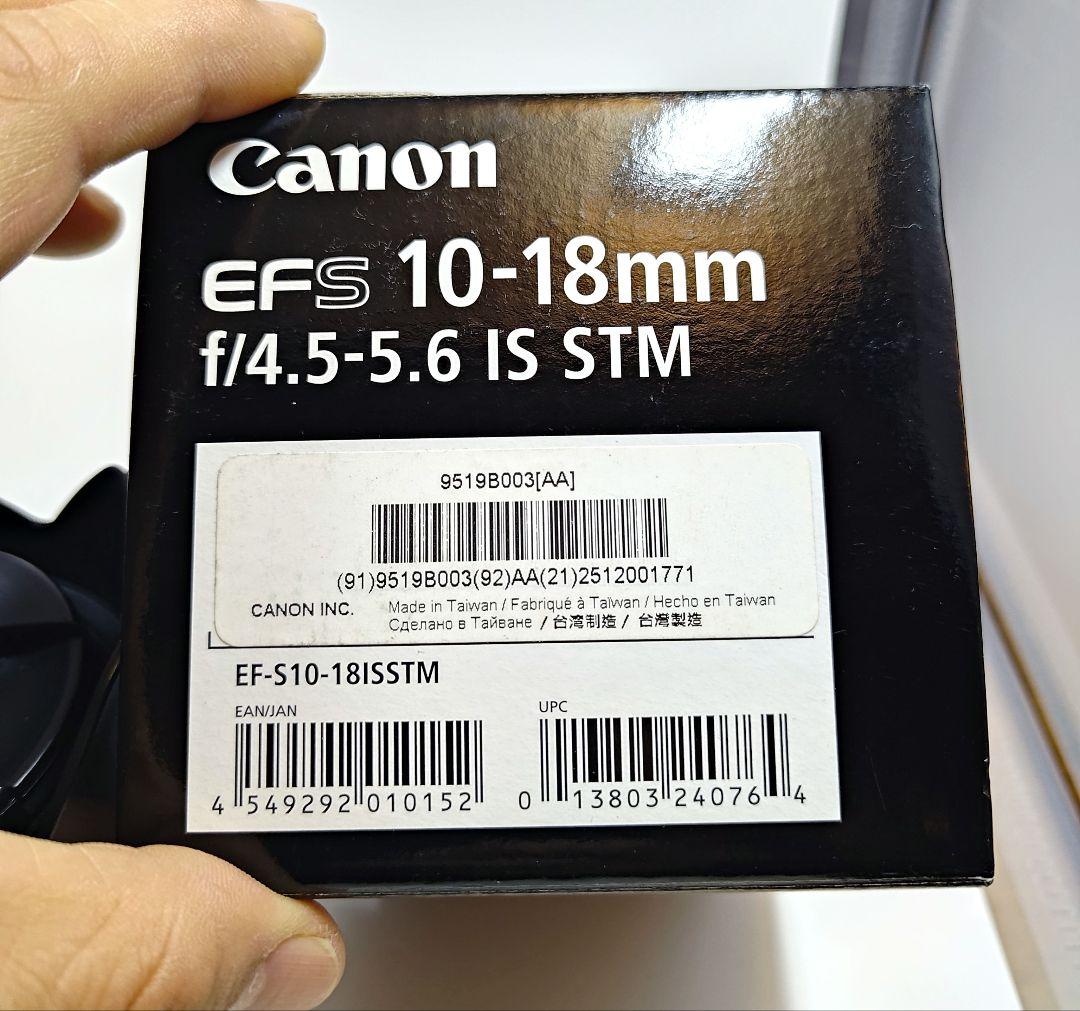 Canon
EFS 10-18mm
f/4.5-5.6 IS STM
9519B003[AA]
(91)9519B003(92)AA(21)2512001771
CANON INC. Made in Taiwan / Fabriqué à Taïwan / Hecho en Taiwan
Сделано в Тайване / 台湾制造 / 台灣製造
EF-S10-18ISSTM
EAN/JAN UPC
4 549292 010152 0 13803 24076 4